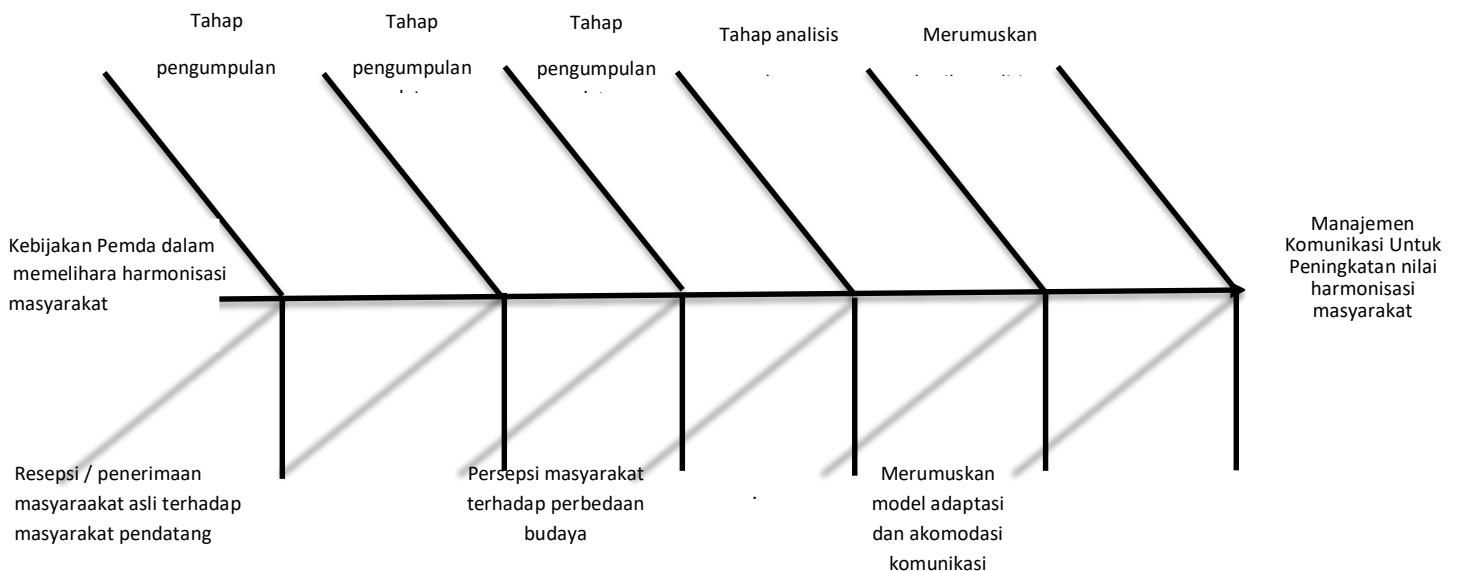 Tahap
pengumpulan
Tahap
pengumpulan
Tahap
pengumpulan
Tahap analisis
Merumuskan
Kebijakan Pemda dalam
memelihara harmonisasi
masyarakat
Manajemen
Komunikasi Untuk
Peningkatan nilai
harmonisasi
masyarakat
Resepsi / penerimaan
masyaraakat asli terhadap
masyarakat pendatang
Persepsi masyarakat
terhadap perbedaan
budaya
.
Merumuskan
model adaptasi
dan akomodasi
komunikasi